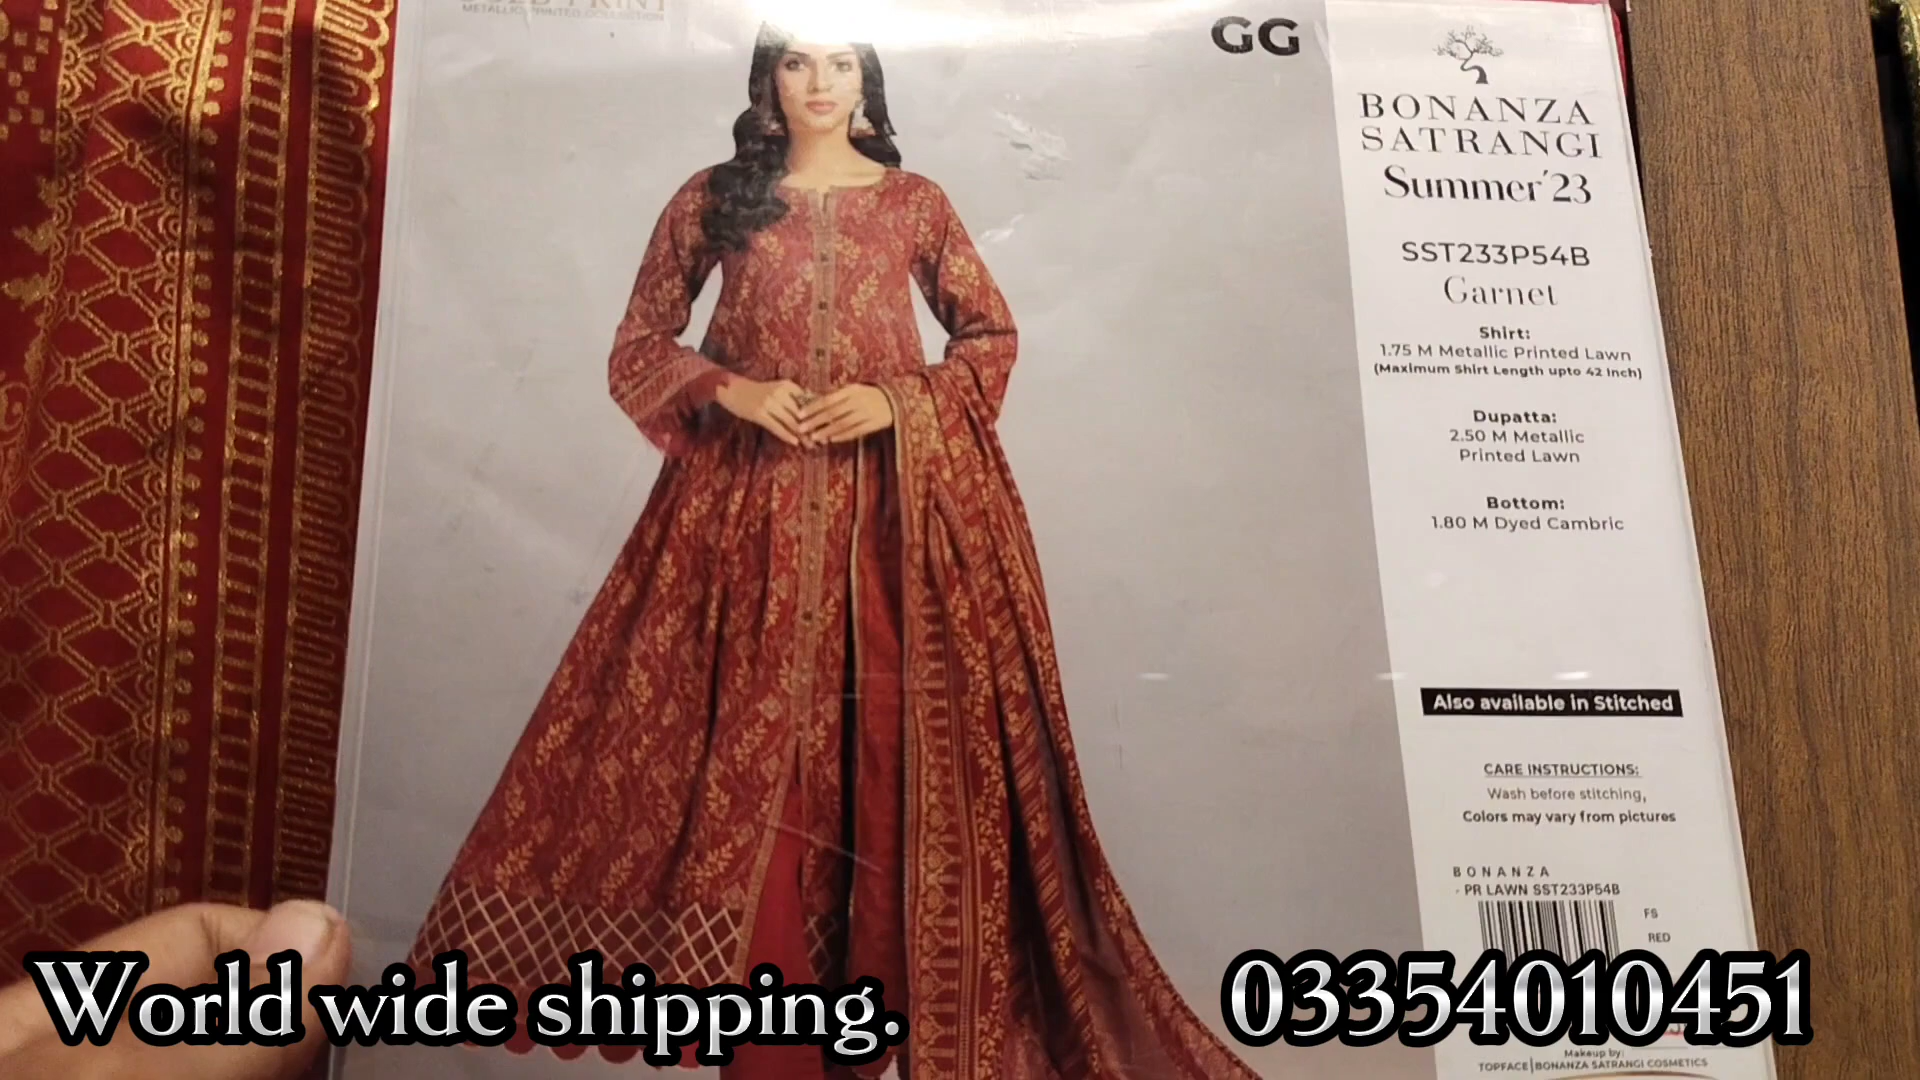 METALLIC PRINTED COLLECTION
GG
BONANZA
SATRANGI
Summer'23
SST233P54B
Garnet
Shirt:
1.75 M Metallic Printed Lawn
(Maximum Shirt Length upto 42 Inch)
Dupatta:
2.50 M Metallic
Printed Lawn
Bottom:
1.80 M Dyed Cambric
Also available in Stitched
CARE INSTRUCTIONS:
Wash before stitching,
Colors may vary from pictures
BONANZA
- PR LAWN SST233P54B
FS
RED
World wide shipping.
03354010451
Makeup by:
TOPFACE|BONANZA SATRANGI COSMETICS